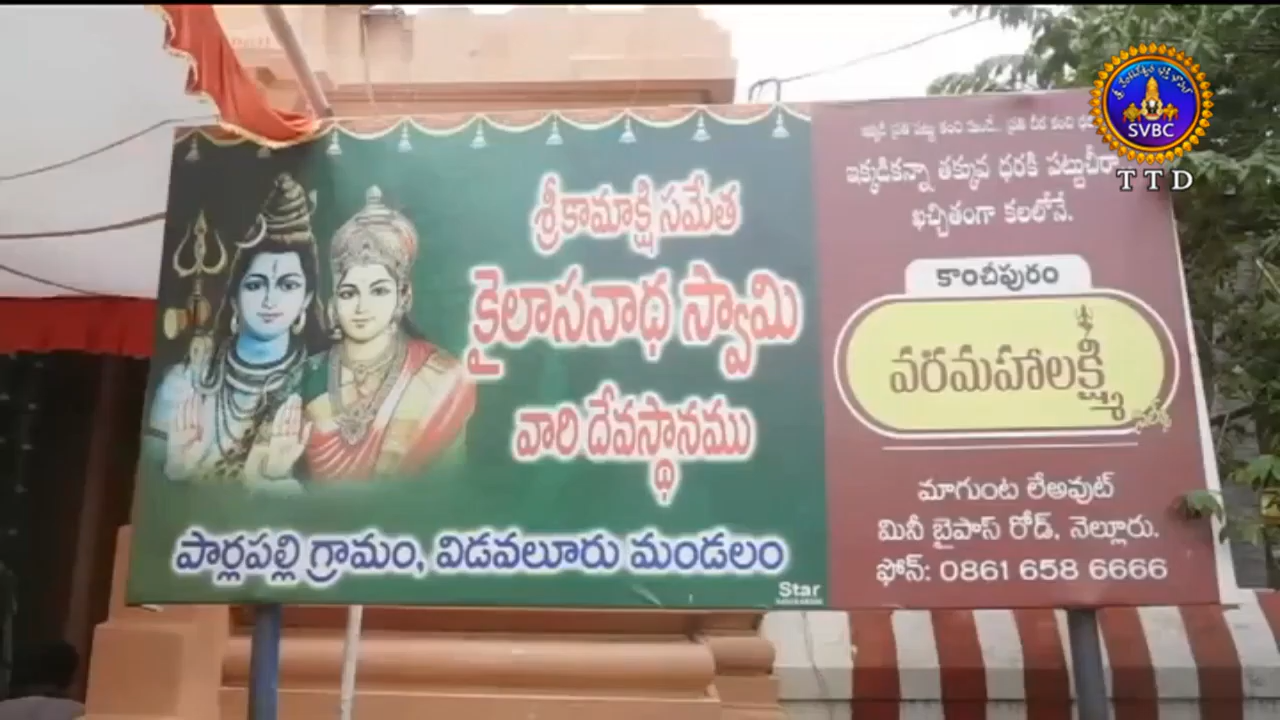 శ్రీ కామాక్షి సమేత
కైలాసనాథ స్వామి
వారి దేవస్థానము
పార్లపల్లి గ్రామం, విడవలూరు మండలం
Star
ఇక్కడికన్నా తక్కువ ధరకి పట్టుచీరా
ఖచ్చితంగా కలలోనే.
కాంచీపురం
వరమహాలక్ష్మి
మాగుంట లేఅవుట్
మినీ బైపాస్ రోడ్, నెల్లూరు.
ఫోన్: 0861 658 6666
SVBC
TTD